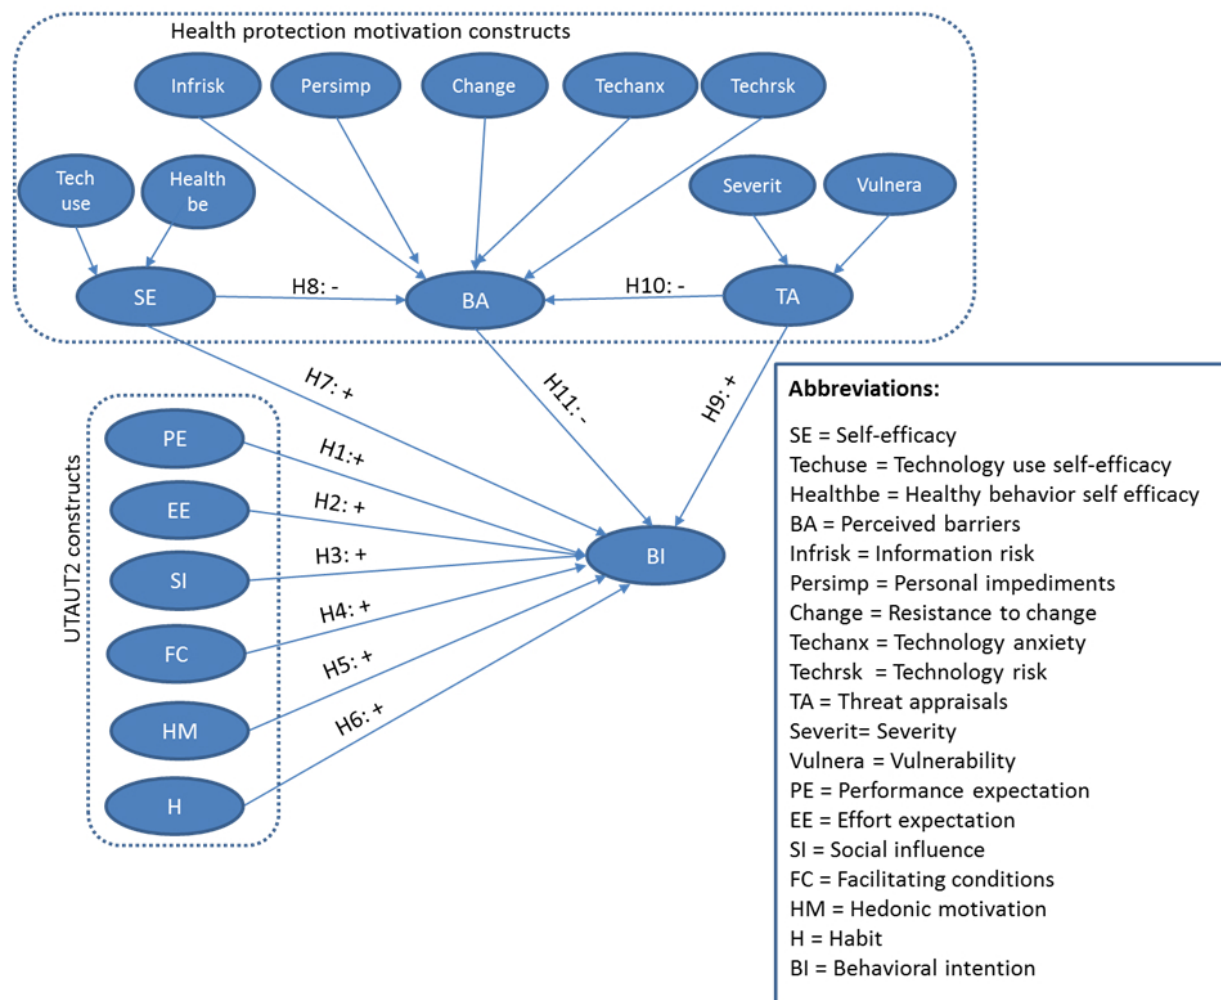 Health protection motivation constructs
Infrisk
Persimp
Change
Techanx
Techrsk
Tech
use
Health
be
Severit
Vulnera
SE
H8: -
BA
H10: -
TA
H7: +
H11: -
H9: +
UTAUT2 constructs
PE
H1:+
EE
H2: +
SI
H3: +
FC
H4: +
HM
H5: +
H
H6: +
BI
Abbreviations:
SE = Self-efficacy
Techuse = Technology use self-efficacy
Healthbe = Healthy behavior self efficacy
BA = Perceived barriers
Infrisk = Information risk
Persimp = Personal impediments
Change = Resistance to change
Techanx = Technology anxiety
Techrsk = Technology risk
TA = Threat appraisals
Severit= Severity
Vulnera = Vulnerability
PE = Performance expectation
EE = Effort expectation
SI = Social influence
FC = Facilitating conditions
HM = Hedonic motivation
H = Habit
BI = Behavioral intention